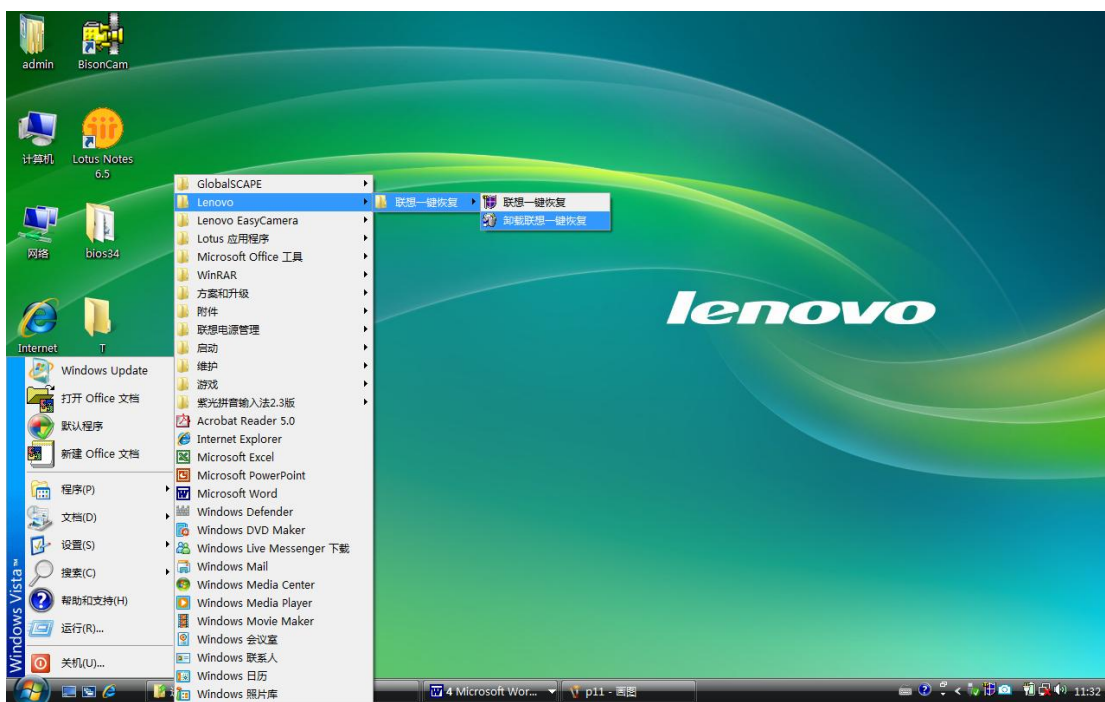 admin
BisonCam
计算机
Lotus Notes
6.5
网络
bios34
Internet
T
lenovo
Windows Update
打开 Office 文档
默认程序
新建 Office 文档
程序(P)
文档(D)
设置(S)
搜索(C)
帮助和支持(H)
运行(R)...
关机(U)...
Windows Vista™
GlobalSCAPE
Lenovo
Lenovo EasyCamera
Lotus 应用程序
Microsoft Office 工具
WinRAR
方案和升级
附件
联想电源管理
启动
维护
游戏
紫光拼音输入法2.3版
Acrobat Reader 5.0
Internet Explorer
Microsoft Excel
Microsoft PowerPoint
Microsoft Word
Windows Defender
Windows DVD Maker
Windows Live Messenger 下载
Windows Mail
Windows Media Center
Windows Media Player
Windows Movie Maker
Windows 会议室
Windows 联系人
Windows 日历
Windows 照片库
联想一键恢复
联想一键恢复
卸载联想一键恢复
4 Microsoft Wor...
p11 - 画图
11:32